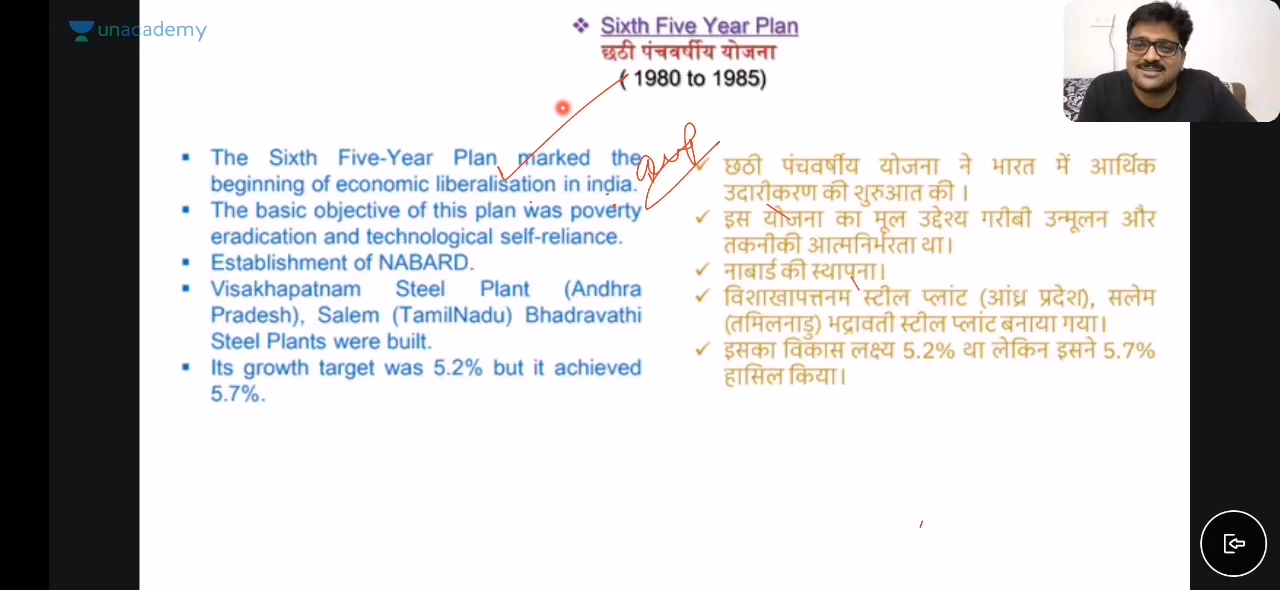 unacademy
❖ Sixth Five Year Plan
छठी पंचवर्षीय योजना
( 1980 to 1985)
▪ The Sixth Five-Year Plan marked the
beginning of economic liberalisation in india.
▪ The basic objective of this plan was poverty
eradication and technological self-reliance.
▪ Establishment of NABARD.
▪ Visakhapatnam Steel Plant (Andhra
Pradesh), Salem (TamilNadu) Bhadravathi
Steel Plants were built.
▪ Its growth target was 5.2% but it achieved
5.7%.
✓ छठी पंचवर्षीय योजना ने भारत में आर्थिक
उदारीकरण की शुरुआत की ।
✓ इस योजना का मूल उद्देश्य गरीबी उन्मूलन और
तकनीकी आत्मनिर्भरता था।
✓ नाबार्ड की स्थापना।
✓ विशाखापत्तनम स्टील प्लांट (आंध्र प्रदेश), सलेम
(तमिलनाडु) भद्रावती स्टील प्लांट बनाया गया।
✓ इसका विकास लक्ष्य 5.2% था लेकिन इसने 5.7%
हासिल किया।